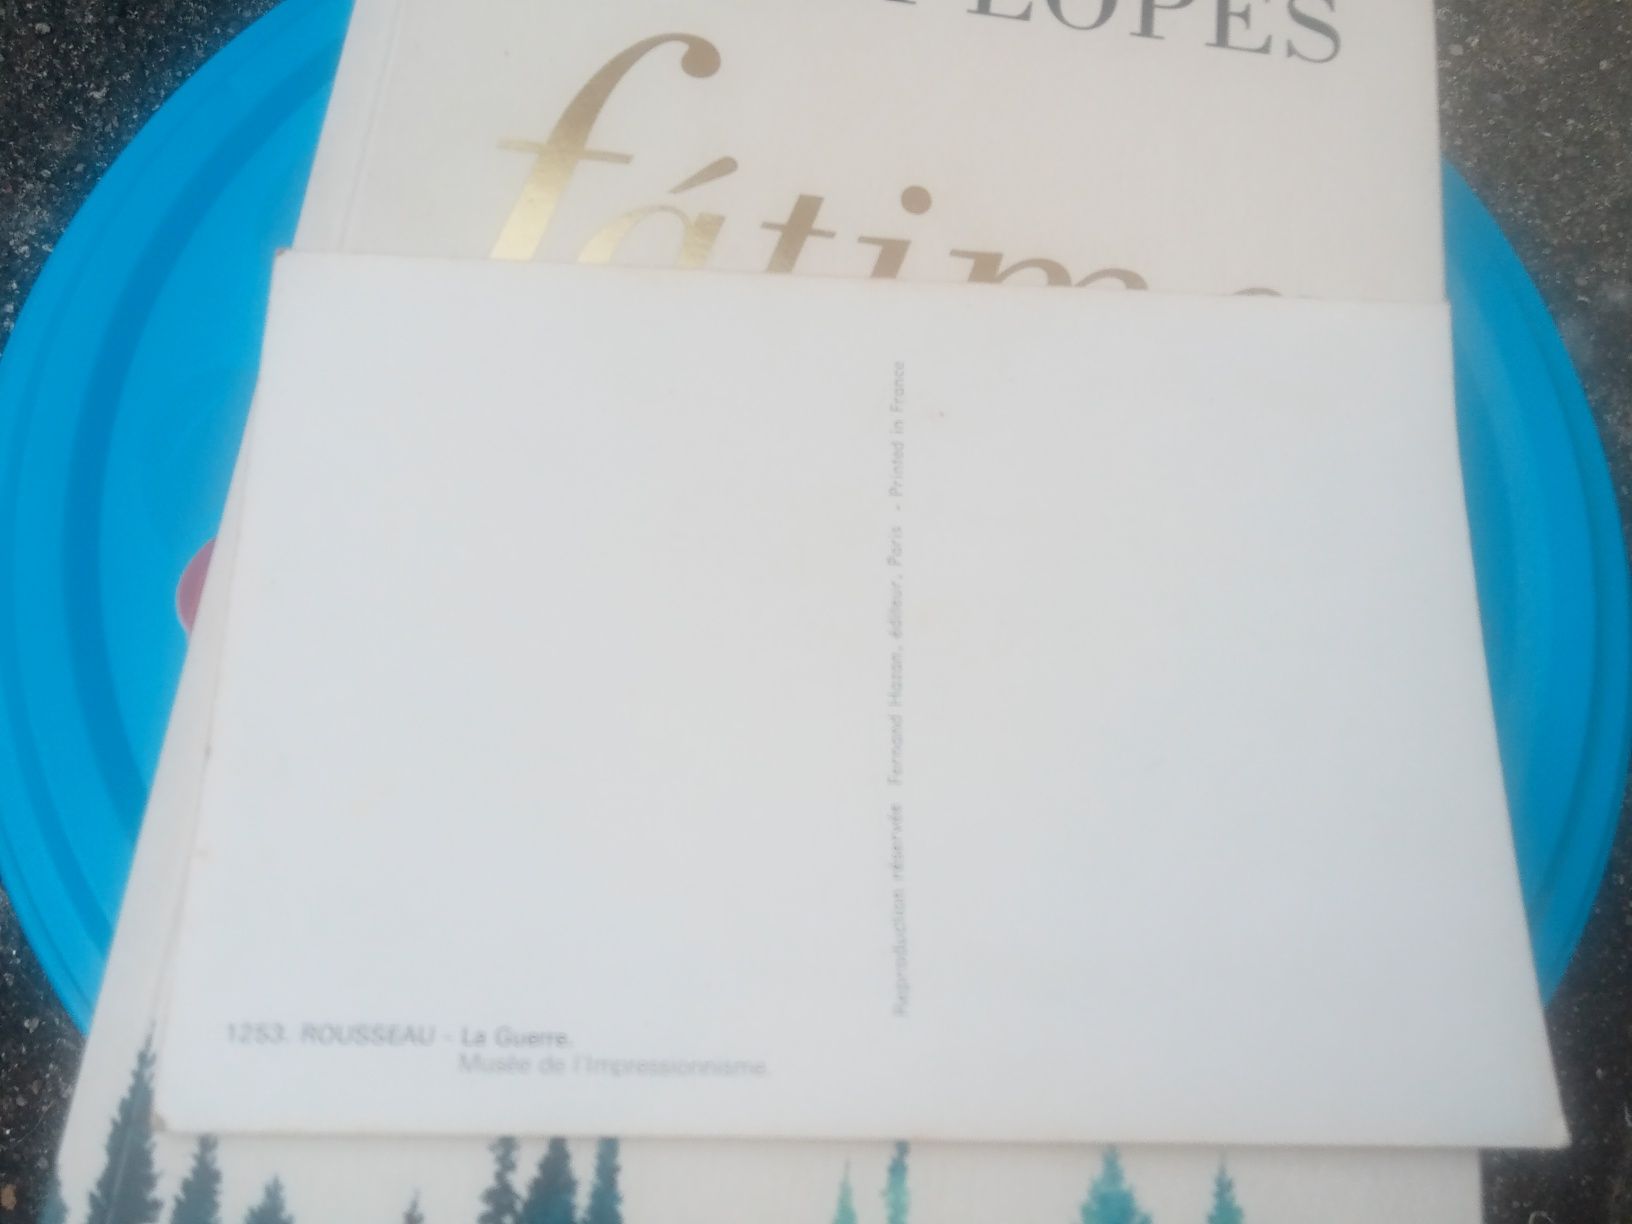 LOPES
fátima
1253. ROUSSEAU - La Guerre.
Musée de l'Impressionnisme.
Reproduction réservée Fernand Hazan, éditeur, Paris - Printed in France